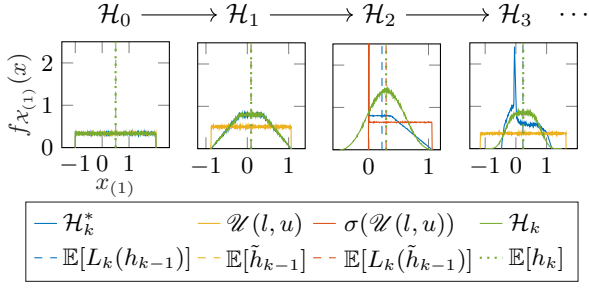 ℋ₀ ⟶ ℋ₁ ⟶ ℋ₂ ⟶ ℋ₃ ⋯
f𝒳₍₁₎(x)
2
1
0
−1 0 1
−1 0 1
0 1
−1 0 1
x₍₁₎
ℋ*ₖ 𝒰(l, u) σ(𝒰(l, u)) ℋₖ
𝔼[Lₖ(hₖ₋₁)] 𝔼[h̃ₖ₋₁] 𝔼[Lₖ(h̃ₖ₋₁)] 𝔼[hₖ]